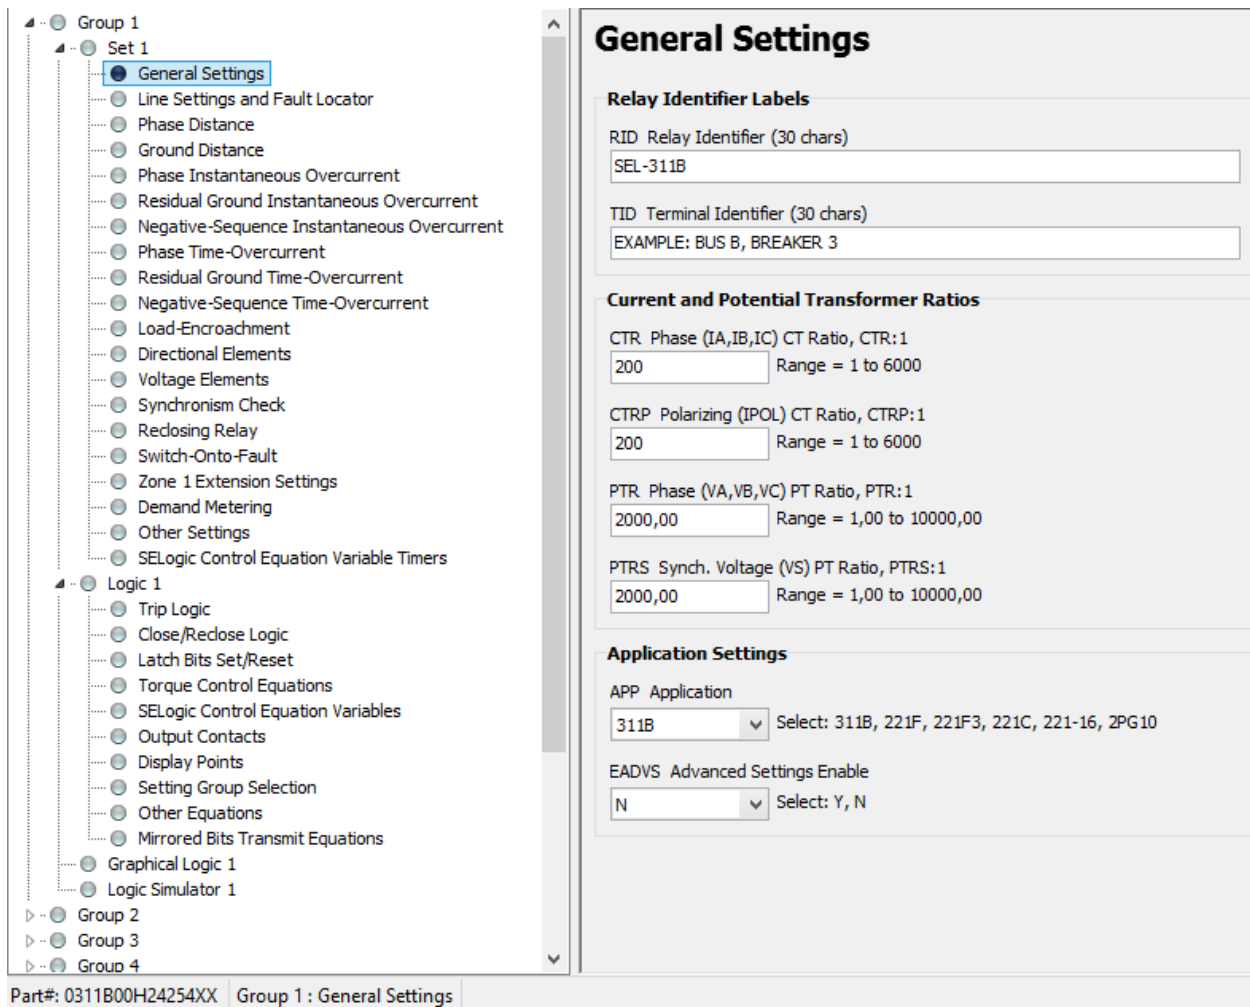 Group 1
Set 1
General Settings
Line Settings and Fault Locator
Phase Distance
Ground Distance
Phase Instantaneous Overcurrent
Residual Ground Instantaneous Overcurrent
Negative-Sequence Instantaneous Overcurrent
Phase Time-Overcurrent
Residual Ground Time-Overcurrent
Negative-Sequence Time-Overcurrent
Load-Encroachment
Directional Elements
Voltage Elements
Synchronism Check
Reclosing Relay
Switch-Onto-Fault
Zone 1 Extension Settings
Demand Metering
Other Settings
SELogic Control Equation Variable Timers
Logic 1
Trip Logic
Close/Reclose Logic
Latch Bits Set/Reset
Torque Control Equations
SELogic Control Equation Variables
Output Contacts
Display Points
Setting Group Selection
Other Equations
Mirrored Bits Transmit Equations
Graphical Logic 1
Logic Simulator 1
Group 2
Group 3
Group 4
General Settings
Relay Identifier Labels
RID Relay Identifier (30 chars)
SEL-311B
TID Terminal Identifier (30 chars)
EXAMPLE: BUS B, BREAKER 3
Current and Potential Transformer Ratios
CTR Phase (IA,IB,IC) CT Ratio, CTR:1
200 Range = 1 to 6000
CTRP Polarizing (IPOL) CT Ratio, CTRP:1
200 Range = 1 to 6000
PTR Phase (VA,VB,VC) PT Ratio, PTR:1
2000,00 Range = 1,00 to 10000,00
PTRS Synch. Voltage (VS) PT Ratio, PTRS:1
2000,00 Range = 1,00 to 10000,00
Application Settings
APP Application
311B Select: 311B, 221F, 221F3, 221C, 221-16, 2PG10
EADVS Advanced Settings Enable
N Select: Y, N
Part#: 0311B00H24254XX Group 1 : General Settings